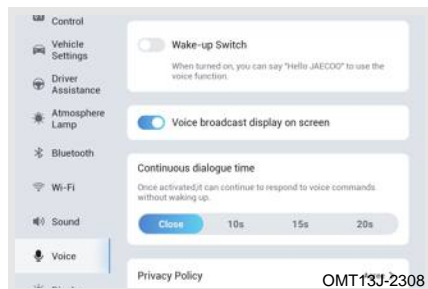 Control
Vehicle
Settings
Driver
Assistance
Atmosphere
Lamp
Bluetooth
Wi-Fi
Sound
Voice
Wake-up Switch
When turned on, you can say "Hello JAECOO" to use the
voice function.
Voice broadcast display on screen
Continuous dialogue time
Once activated,it can continue to respond to voice commands
without waking up.
Close 10s 15s 20s
Privacy Policy
OMT13J-2308